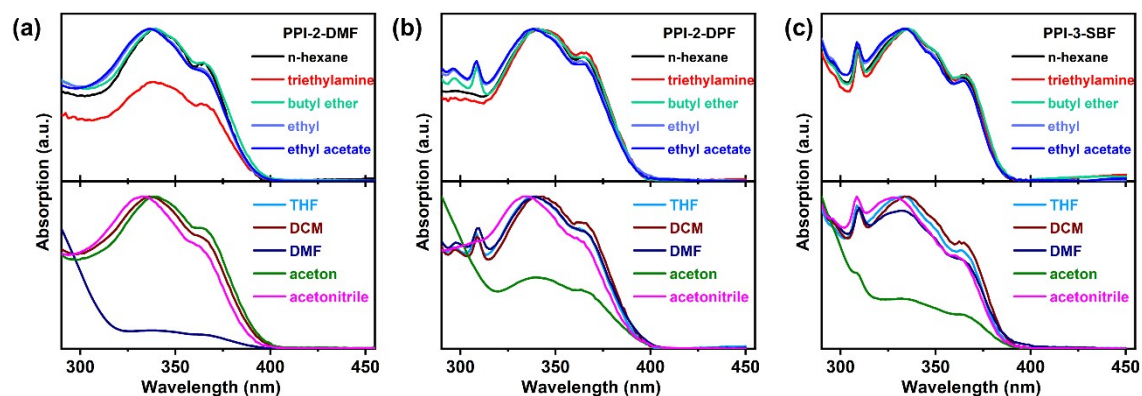 (a)
PPI-2-DMF
n-hexane
triethylamine
butyl ether
ethyl
ethyl acetate
THF
DCM
DMF
aceton
acetonitrile
Absorption (a.u.)
300 350 400 450
Wavelength (nm)
(b)
PPI-2-DPF
n-hexane
triethylamine
butyl ether
ethyl
ethyl acetate
THF
DCM
DMF
aceton
acetonitrile
Absorption (a.u.)
300 350 400 450
Wavelength (nm)
(c)
PPI-3-SBF
n-hexane
triethylamine
butyl ether
ethyl
ethyl acetate
THF
DCM
DMF
aceton
acetonitrile
Absorption (a.u.)
300 350 400 450
Wavelength (nm)